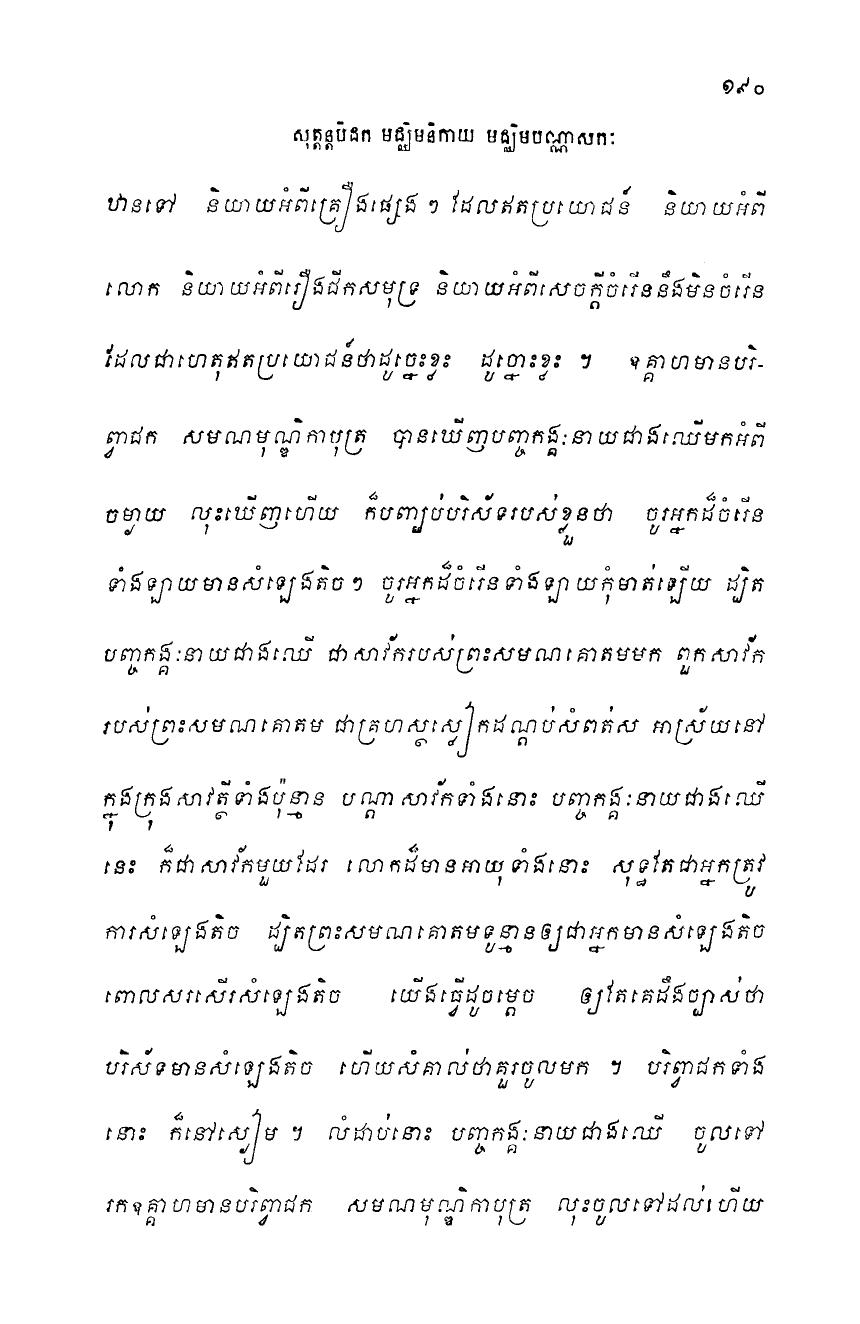 ១៩០
សុត្តន្តបិដក មជ្ឈិមនិកាយ មជ្ឈិមបណ្ណាសកៈ
ឋានទៅ និយាយអំពីគ្រឿងផ្សេង ៗ ដែលឥតប្រយោជន៍ និយាយអំពី
លោក និយាយអំពីរឿងជីកសមុទ្រ និយាយអំពីសេចក្តីចំរើននឹងមិនចំរើន
ដែលជាហេតុឥតប្រយោជន៍ថាដូច្នេះខ្លះ ដូច្នោះខ្លះ ។ ឧគ្គាហមានបរិ-
ព្វាជក សមណមុណ្ឌិកាបុត្រ បានឃើញបញ្ចកង្គៈនាយជាងឈើមកអំពី
ចម្ងាយ លុះឃើញហើយ ក៏បញ្ឈប់បរិស័ទរបស់ខ្លួនថា ចូរអ្នកដ៏ចំរើន
ទាំងឡាយមានសំឡេងតិច ៗ ចូរអ្នកដ៏ចំរើនទាំងឡាយកុំមាត់ឡើយ ដ្បិត
បញ្ចកង្គៈនាយជាងឈើ ជាសាវ័ករបស់ព្រះសមណគោតមមក ពួកសាវ័ក
របស់ព្រះសមណគោតម ជាគ្រហស្ថស្លៀកដណ្តប់សំពត់ស អាស្រ័យនៅ
ក្នុងក្រុងសាវត្ថីទាំងប៉ុន្មាន បណ្តាសាវ័កទាំងនោះ បញ្ចកង្គៈនាយជាងឈើ
នេះ ក៏ជាសាវ័កមួយដែរ លោកដ៏មានអាយុទាំងនោះ សុទ្ធតែជាអ្នកត្រូវ
ការសំឡេងតិច ដ្បិតព្រះសមណគោតមទូន្មានឲ្យជាអ្នកមានសំឡេងតិច
ពោលសរសើរសំឡេងតិច យើងធ្វើដូចម្តេច ឲ្យតែគេដឹងច្បាស់ថា
បរិស័ទមានសំឡេងតិច ហើយសំគាល់ថាគួរចូលមក ។ បរិព្វាជកទាំង
នោះ ក៏នៅស្ងៀម ។ លំដាប់នោះ បញ្ចកង្គៈនាយជាងឈើ ចូលទៅ
រកឧគ្គាហមានបរិព្វាជក សមណមុណ្ឌិកាបុត្រ លុះចូលទៅដល់ហើយ